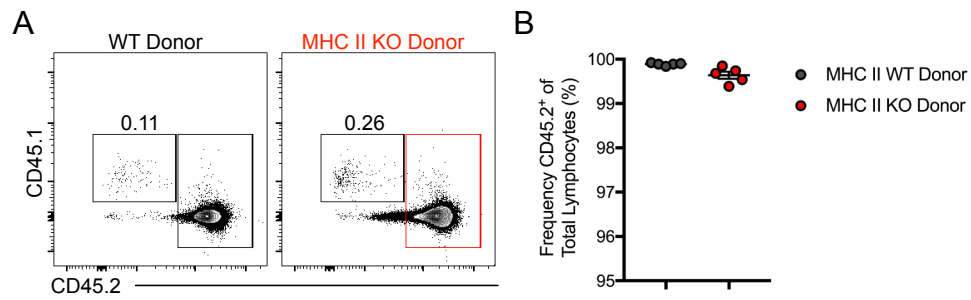 A
WT Donor
MHC II KO Donor
0.11
0.26
CD45.1
CD45.2
B
Frequency CD45.2⁺ of
Total Lymphocytes (%)
100
99
98
97
96
95
MHC II WT Donor
MHC II KO Donor